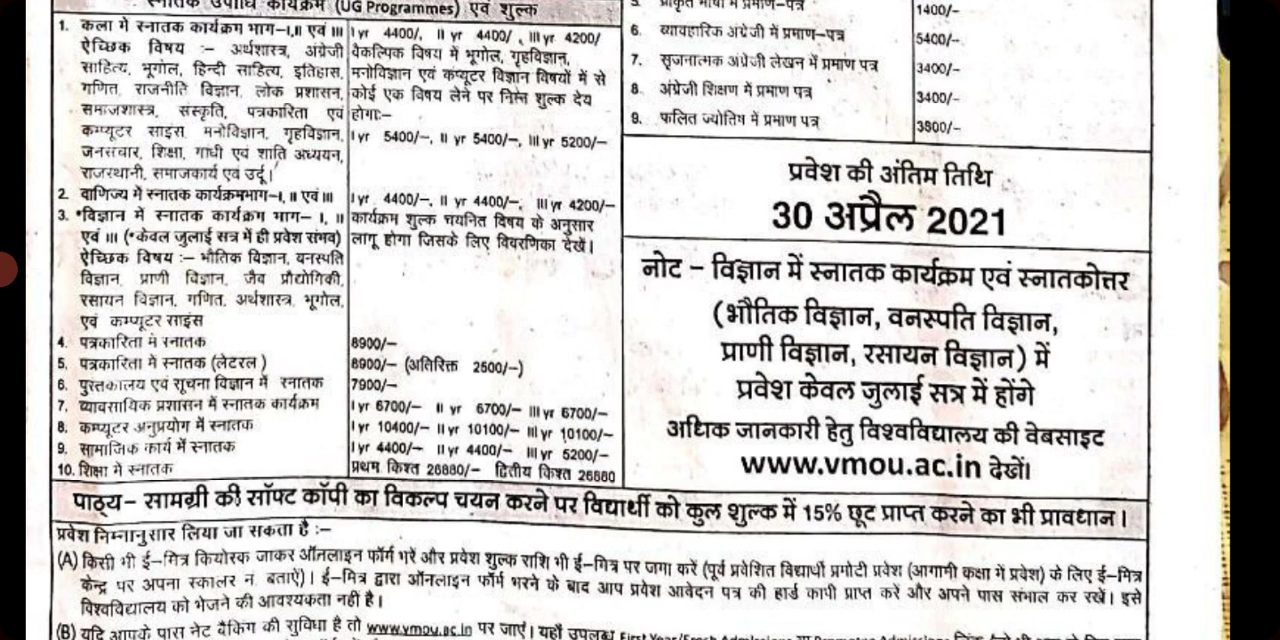 स्नातक उपाधि कार्यक्रम (UG Programmes) एवं शुल्क
1. कला में स्नातक कार्यक्रम भाग–I,II एवं III
ऐच्छिक विषय :– अर्थशास्त्र, अंग्रेजी
साहित्य, भूगोल, हिन्दी साहित्य, इतिहास,
गणित, राजनीति विज्ञान, लोक प्रशासन,
समाजशास्त्र, संस्कृति, पत्रकारिता एवं
कम्प्यूटर साइंस मनोविज्ञान, गृहविज्ञान,
जनसंचार, शिक्षा, गांधी एवं शांति अध्ययन,
राजस्थानी, समाजकार्य एवं उर्दू।
I yr 4400/, II yr 4400/ , III yr 4200/
वैकल्पिक विषय में भूगोल, गृहविज्ञान,
मनोविज्ञान एवं कंप्यूटर विज्ञान विषयों में से
कोई एक विषय लेने पर निम्न शुल्क देय
होगा:–
I yr 5400/–, II yr 5400/–, III yr 5200/–
2. वाणिज्य में स्नातक कार्यक्रमभाग–I, II एवं III
I yr 4400/–, II yr 4400/–, III yr 4200/–
3. *विज्ञान में स्नातक कार्यक्रम भाग– I, II
एवं III (*केवल जुलाई सत्र में ही प्रवेश संभव)
ऐच्छिक विषय :– भौतिक विज्ञान, वनस्पति
विज्ञान, प्राणी विज्ञान, जैव प्रौद्योगिकी,
रसायन विज्ञान, गणित, अर्थशास्त्र, भूगोल,
एवं कम्प्यूटर साइंस
कार्यक्रम शुल्क चयनित विषय के अनुसार
लागू होगा जिसके लिए विवरणिका देखें।
4. पत्रकारिता में स्नातक 8900/–
5. पत्रकारिता में स्नातक (लेटरल) 8900/– (अतिरिक्त 2500/–)
6. पुस्तकालय एवं सूचना विज्ञान में स्नातक 7900/–
7. व्यावसायिक प्रशासन में स्नातक कार्यक्रम I yr 6700/– II yr 6700/– III yr 6700/–
8. कम्प्यूटर अनुप्रयोग में स्नातक I yr 10400/– II yr 10100/– III yr 10100/–
9. सामाजिक कार्य में स्नातक I yr 4400/– II yr 4400/– III yr 5200/–
10. शिक्षा में स्नातक प्रथम किश्त 26880/– द्वितीय किश्त 26880
5. प्राकृत भाषा में प्रमाण–पत्र 1400/–
6. व्यावहारिक अंग्रेजी में प्रमाण–पत्र 5400/–
7. सृजनात्मक अंग्रेजी लेखन में प्रमाण पत्र 3400/–
8. अंग्रेजी शिक्षण में प्रमाण पत्र 3400/–
9. फलित ज्योतिष में प्रमाण पत्र 3800/–
प्रवेश की अंतिम तिथि
30 अप्रैल 2021
नोट – विज्ञान में स्नातक कार्यक्रम एवं स्नातकोत्तर
(भौतिक विज्ञान, वनस्पति विज्ञान,
प्राणी विज्ञान, रसायन विज्ञान) में
प्रवेश केवल जुलाई सत्र में होंगे
अधिक जानकारी हेतु विश्वविद्यालय की वेबसाइट
www.vmou.ac.in देखें।
पाठ्य– सामग्री की सॉफ्ट कॉपी का विकल्प चयन करने पर विद्यार्थी को कुल शुल्क में 15% छूट प्राप्त करने का भी प्रावधान।
प्रवेश निम्नानुसार लिया जा सकता है :–
(A) किसी भी ई–मित्र कियोस्क जाकर ऑनलाइन फॉर्म भरें और प्रवेश शुल्क राशि भी ई–मित्र पर जमा करें (पूर्व प्रवेशित विद्यार्थी प्रमोटी प्रवेश (आगामी कक्षा में प्रवेश) के लिए ई–मित्र
केन्द्र पर अपना स्कालर न. बताऐं)। ई–मित्र द्वारा ऑनलाइन फॉर्म भरने के बाद आप प्रवेश आवेदन पत्र की हार्ड कापी प्राप्त करें और अपने पास संभाल कर रखें। इसे
विश्वविद्यालय को भेजने की आवश्यकता नहीं है।
(B) यदि आपके पास नेट बैंकिंग की सुविधा है तो www.vmou.ac.in पर जाएं। यहाँ उपलब्ध